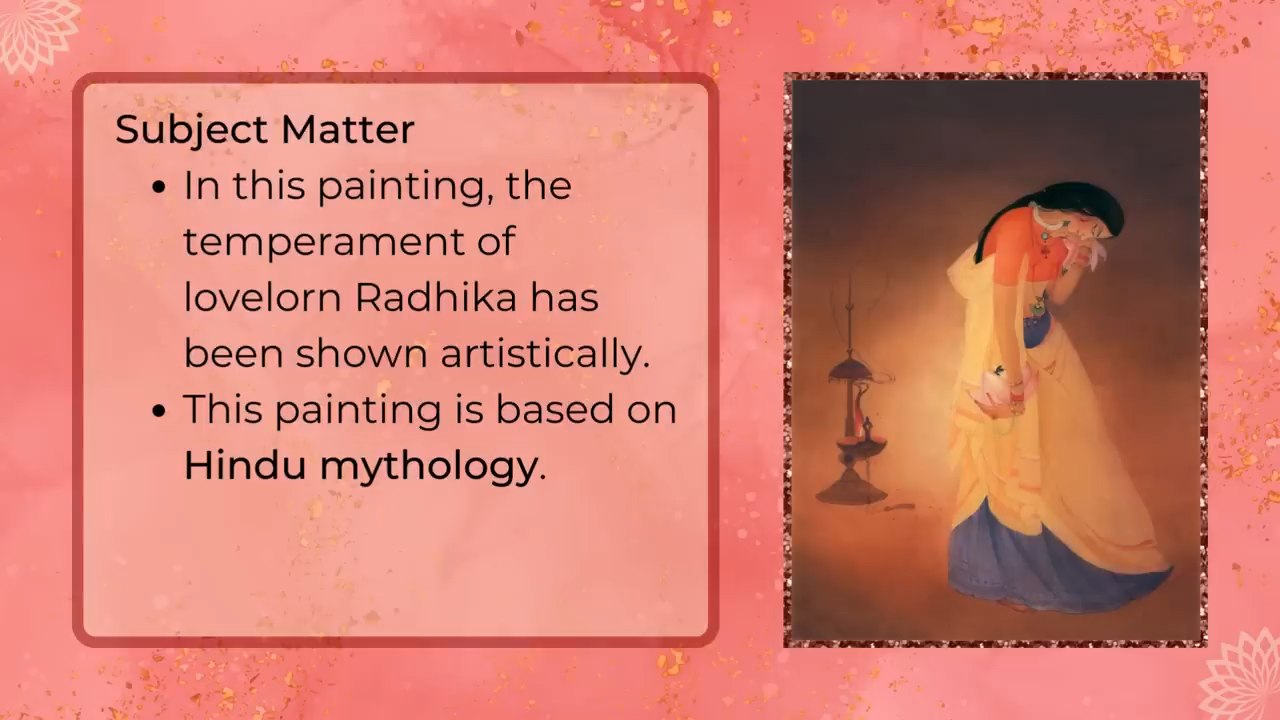 Subject Matter
• In this painting, the
temperament of
lovelorn Radhika has
been shown artistically.
• This painting is based on
Hindu mythology.